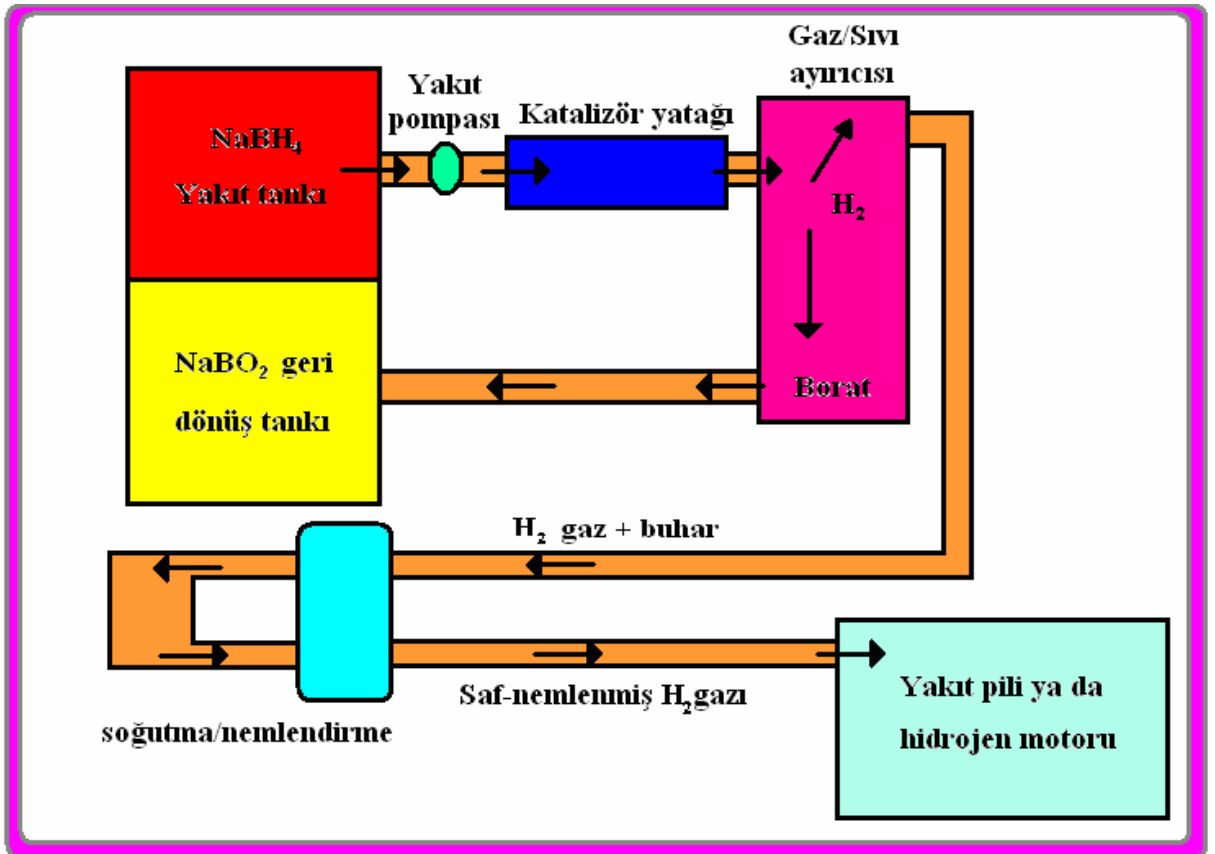 Gaz/Sıvı
ayırıcısı
Yakıt
pompası
Katalizör yatağı
NaBH₄
Yakıt tankı
H₂
NaBO₂ geri
dönüş tankı
Borat
H₂ gaz + buhar
Saf-nemlenmiş H₂gazı
soğutma/nemlendirme
Yakıt pili ya da
hidrojen motoru